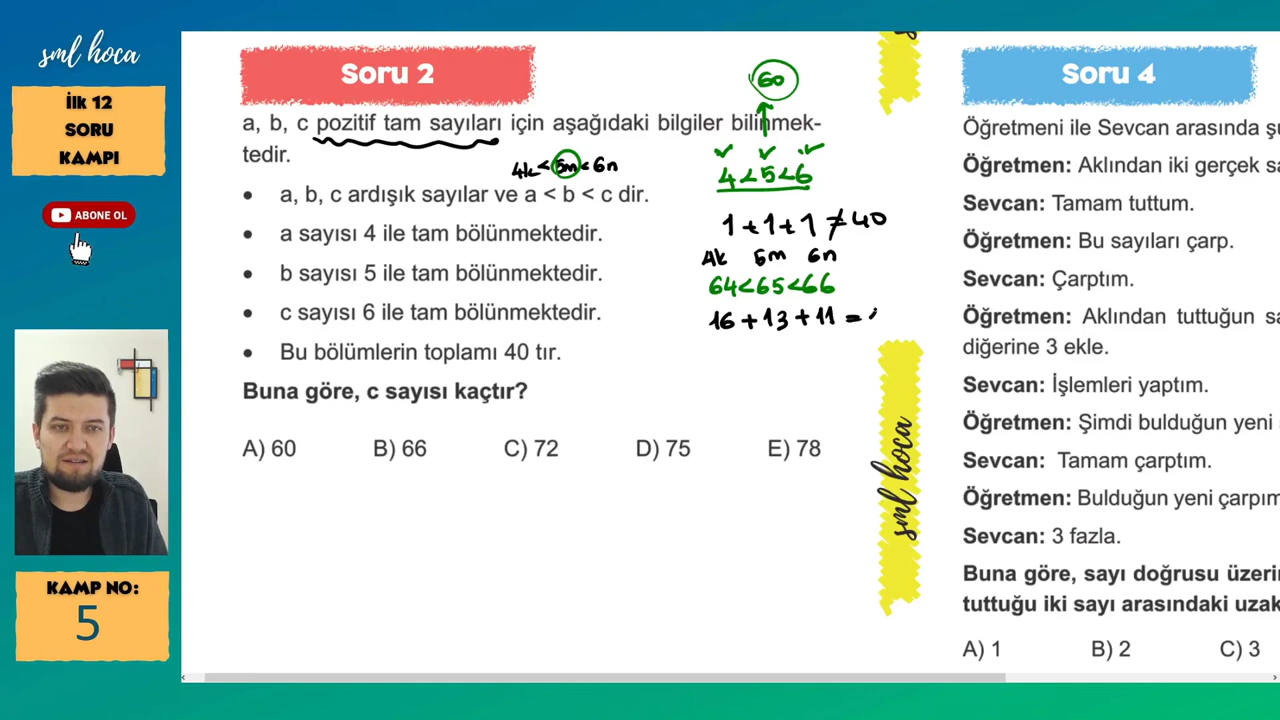 sml hoca
İlk 12
SORU
KAMPI
ABONE OL
KAMP NO:
5
Soru 2
a, b, c pozitif tam sayıları için aşağıdaki bilgiler bilinmek-
tedir.
• a, b, c ardışık sayılar ve a < b < c dir.
• a sayısı 4 ile tam bölünmektedir.
• b sayısı 5 ile tam bölünmektedir.
• c sayısı 6 ile tam bölünmektedir.
• Bu bölümlerin toplamı 40 tır.
Buna göre, c sayısı kaçtır?
A) 60 B) 66 C) 72 D) 75 E) 78
4k < 5m < 6n
60
4 < 5 < 6
1 + 1 + 1 ≠ 40
4k 5m 6n
64 < 65 < 66
16 + 13 + 11 =
sml hoca
Soru 4
Öğretmeni ile Sevcan arasında
Öğretmen: Aklından iki gerçek
Sevcan: Tamam tuttum.
Öğretmen: Bu sayıları çarp.
Sevcan: Çarptım.
Öğretmen: Aklından tuttuğun
diğerine 3 ekle.
Sevcan: İşlemleri yaptım.
Öğretmen: Şimdi bulduğun yeni
Sevcan: Tamam çarptım.
Öğretmen: Bulduğun yeni
Sevcan: 3 fazla.
Buna göre, sayı doğrusu
tuttuğu iki sayı arasındaki
A) 1 B) 2 C) 3